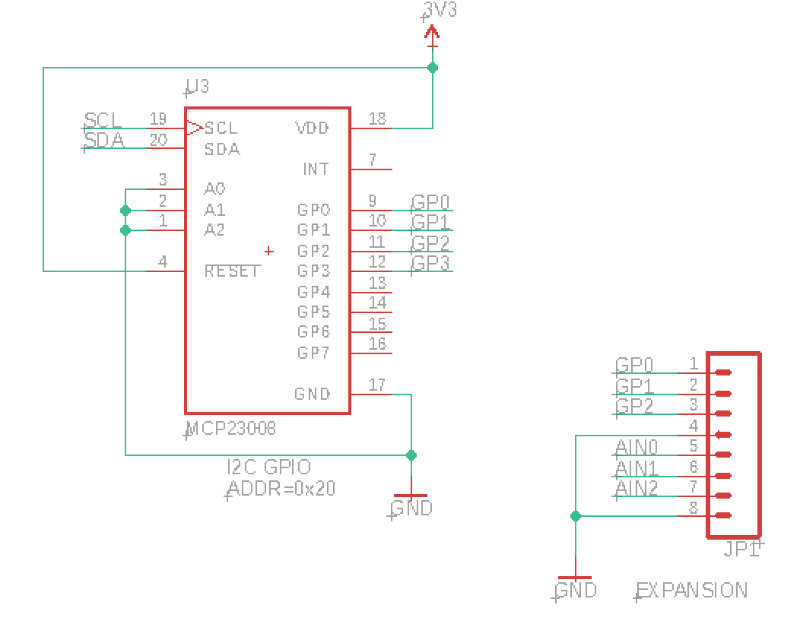 3V3
U3
SCL 19 SCL VDD 18
SDA 20 SDA
INT 7
3 A0
2 A1 GP0 9 GP0
1 A2 GP1 10 GP1
GP2 11 GP2
4 RESET GP3 12 GP3
GP4 13
GP5 14
GP6 15
GP7 16
GND 17
MCP23008
I2C GPIO
ADDR=0x20
GND
GP0 1
GP1 2
GP2 3
4
AIN0 5
AIN1 6
AIN2 7
8
JP1
GND
EXPANSION